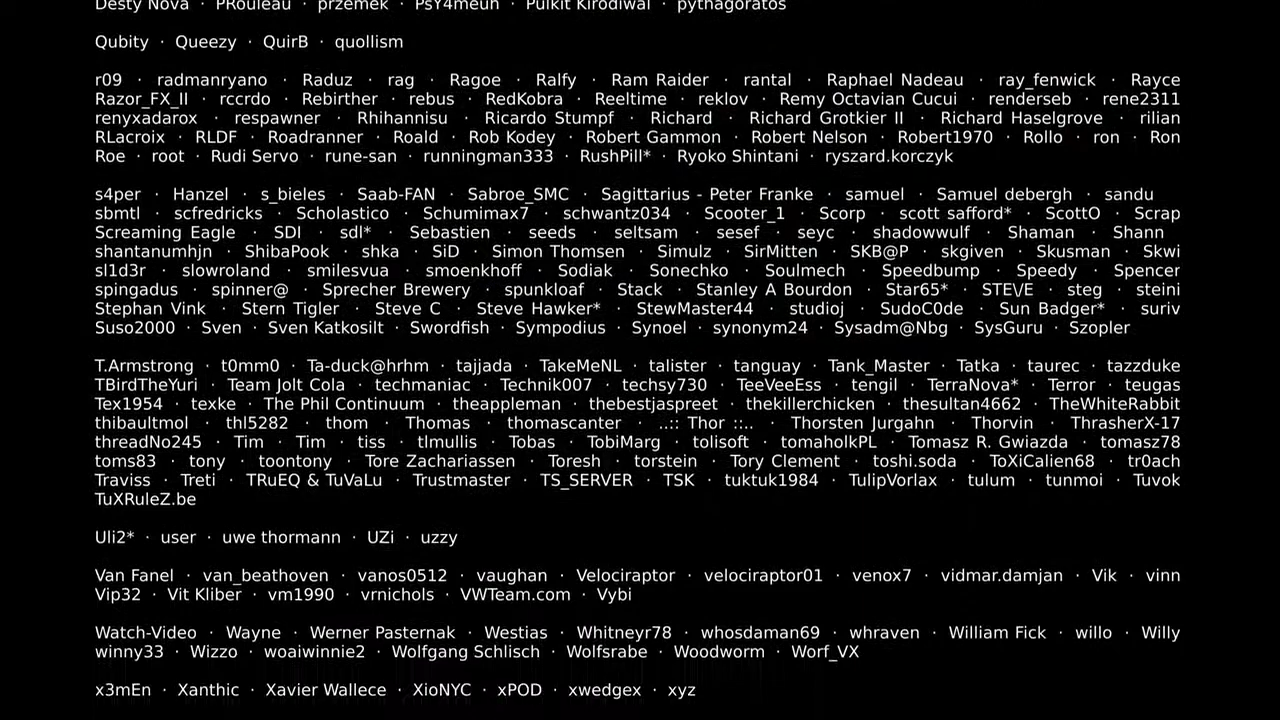 Desty Nova · PRouleau · przemek · PsY4meuh · Pulkit Kirodiwal · pythagoratos
Qubity · Queezy · QuirB · quollism
r09 · radmanryano · Raduz · rag · Ragoe · Ralfy · Ram Raider · rantal · Raphael Nadeau · ray_fenwick · Rayce
Razor_FX_II · rccrdo · Rebirther · rebus · RedKobra · Reeltime · reklov · Remy Octavian Cucui · renderseb · rene2311
renyxadarox · respawner · Rhihannisu · Ricardo Stumpf · Richard · Richard Grotkier II · Richard Haselgrove · rilian
RLacroix · RLDF · Roadranner · Roald · Rob Kodey · Robert Gammon · Robert Nelson · Robert1970 · Rollo · ron · Ron
Roe · root · Rudi Servo · rune-san · runningman333 · RushPill* · Ryoko Shintani · ryszard.korczyk
s4per · Hanzel · s_bieles · Saab-FAN · Sabroe_SMC · Sagittarius - Peter Franke · samuel · Samuel debergh · sandu
sbmtl · scfredricks · Scholastico · Schumimax7 · schwantz034 · Scooter_1 · Scorp · scott safford* · ScottO · Scrap
Screaming Eagle · SDI · sdl* · Sebastien · seeds · seltsam · sesef · seyc · shadowwulf · Shaman · Shann
shantanumhjn · ShibaPook · shka · SiD · Simon Thomsen · Simulz · SirMitten · SKB@P · skgiven · Skusman · Skwi
sl1d3r · slowroland · smilesvua · smoenkhoff · Sodiak · Sonechko · Soulmech · Speedbump · Speedy · Spencer
spingadus · spinner@ · Sprecher Brewery · spunkloaf · Stack · Stanley A Bourdon · Star65* · STE\/E · steg · steini
Stephan Vink · Stern Tigler · Steve C · Steve Hawker* · StewMaster44 · studioj · SudoC0de · Sun Badger* · suriv
Suso2000 · Sven · Sven Katkosilt · Swordfish · Sympodius · Synoel · synonym24 · Sysadm@Nbg · SysGuru · Szopler
T.Armstrong · t0mm0 · Ta-duck@hrhm · tajjada · TakeMeNL · talister · tanguay · Tank_Master · Tatka · taurec · tazzduke
TBirdTheYuri · Team Jolt Cola · techmaniac · Technik007 · techsy730 · TeeVeeEss · tengil · TerraNova* · Terror · teugas
Tex1954 · texke · The Phil Continuum · theappleman · thebestjaspreet · thekillerchicken · thesultan4662 · TheWhiteRabbit
thibaultmol · thl5282 · thom · Thomas · thomascanter · ..:: Thor ::.. · Thorsten Jurgahn · Thorvin · ThrasherX-17
threadNo245 · Tim · Tim · tiss · tlmullis · Tobas · TobiMarg · tolisoft · tomaholkPL · Tomasz R. Gwiazda · tomasz78
toms83 · tony · toontony · Tore Zachariassen · Toresh · torstein · Tory Clement · toshi.soda · ToXiCalien68 · tr0ach
Traviss · Treti · TRuEQ & TuVaLu · Trustmaster · TS_SERVER · TSK · tuktuk1984 · TulipVorlax · tulum · tunmoi · Tuvok
TuXRuleZ.be
Uli2* · user · uwe thormann · UZi · uzzy
Van Fanel · van_beathoven · vanos0512 · vaughan · Velociraptor · velociraptor01 · venox7 · vidmar.damjan · Vik · vinn
Vip32 · Vit Kliber · vm1990 · vrnichols · VWTeam.com · Vybi
Watch-Video · Wayne · Werner Pasternak · Westias · Whitneyr78 · whosdaman69 · whraven · William Fick · willo · Willy
winny33 · Wizzo · woaiwinnie2 · Wolfgang Schlisch · Wolfsrabe · Woodworm · Worf_VX
x3mEn · Xanthic · Xavier Wallece · XioNYC · xPOD · xwedgex · xyz